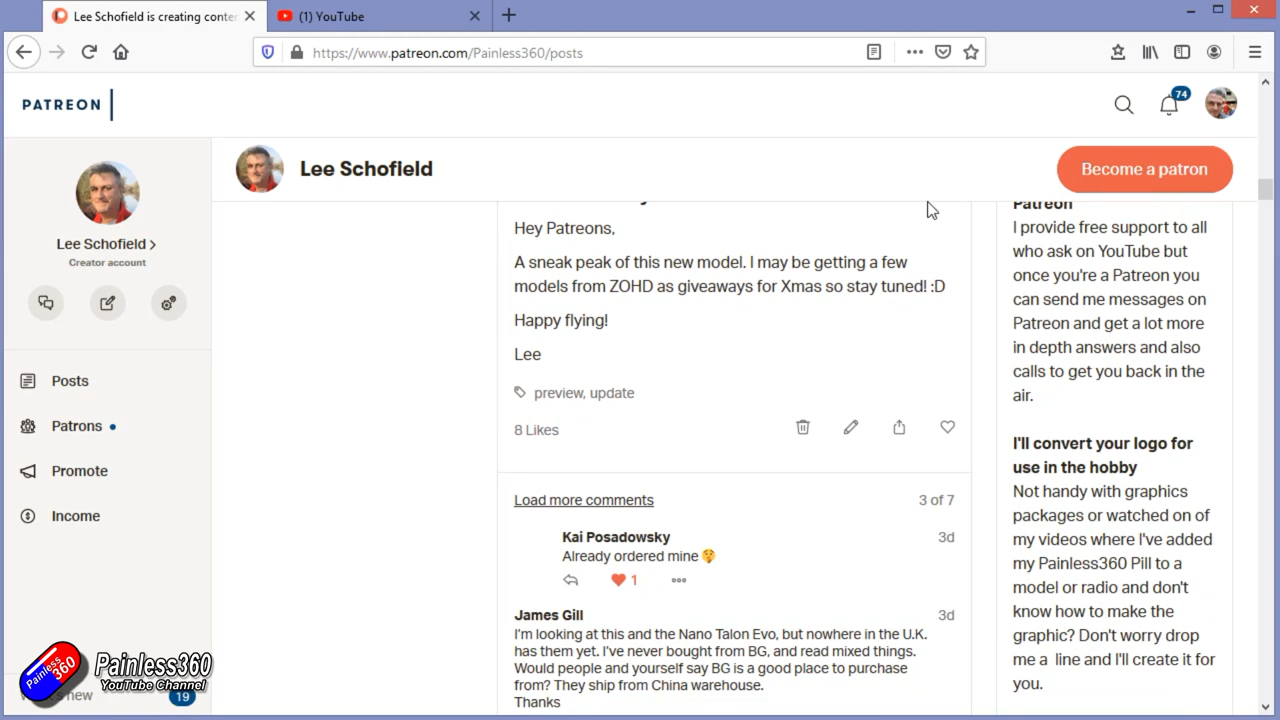 Lee Schofield is creating conte
(1) YouTube
https://www.patreon.com/Painless360/posts
PATREON
74
Lee Schofield
Become a patron
Lee Schofield
Creator account
Posts
Patrons
Promote
Income
19
Hey Patreons,
A sneak peak of this new model. I may be getting a few
models from ZOHD as giveaways for Xmas so stay tuned! :D
Happy flying!
Lee
preview, update
8 Likes
Load more comments
3 of 7
Kai Posadowsky
3d
Already ordered mine 🤫
1
James Gill
3d
I'm looking at this and the Nano Talon Evo, but nowhere in the U.K.
has them yet. I've never bought from BG, and read mixed things.
Would people and yourself say BG is good place to purchase
from? They ship from China warehouse.
Thanks
Patreon
I provide free support to all
who ask on YouTube but
once you're a Patreon you
can send me messages on
Patreon and get a lot more
in depth answers and also
calls to get you back in the
air.
I'll convert your logo for
use in the hobby
Not handy with graphics
packages or watched on of
my videos where I've added
my Painless360 Pill to a
model or radio and don't
know how to make the
graphic? Don't worry drop
me a line and I'll create it for
you.
Painless
360
Painless360
YouTube Channel
new